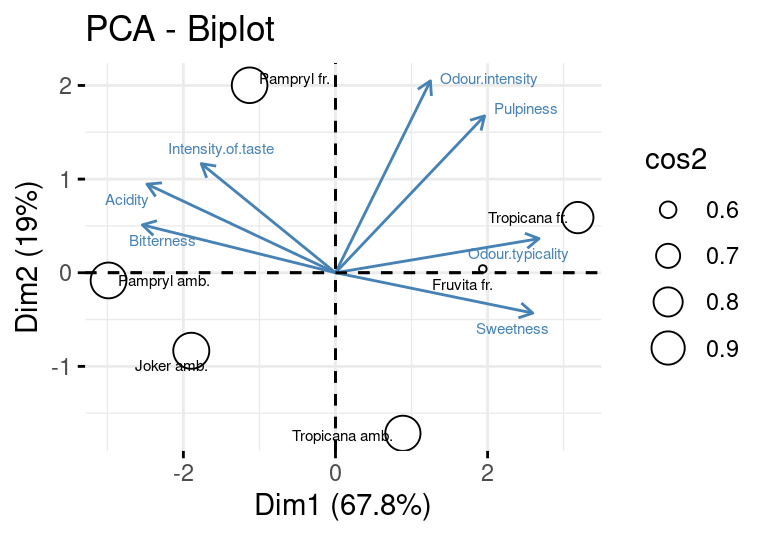 PCA - Biplot
Pampryl fr.
Odour.intensity
Pulpiness
Intensity.of.taste
Acidity
Tropicana fr.
Bitterness
Odour.typicality
Pampryl amb.
Fruvita fr.
Sweetness
Joker amb.
Tropicana amb.
2
1
0
-1
-2
0
2
Dim1 (67.8%)
Dim2 (19%)
cos2
0.6
0.7
0.8
0.9